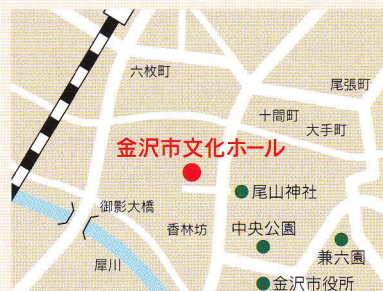 六枚町
尾張町
十間町
大手町
金沢市文化ホール
尾山神社
御影大橋
香林坊
中央公園
兼六園
犀川
金沢市役所